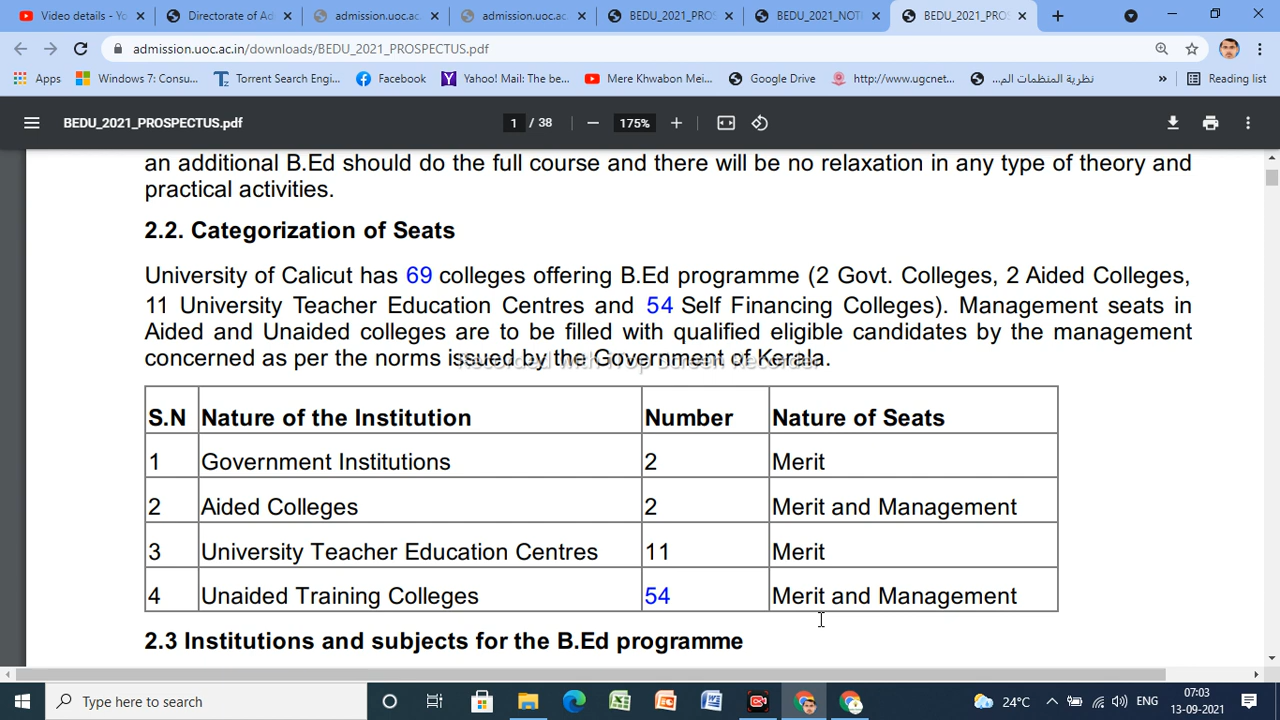 Video details - Yo
Directorate of Ad
admission.uoc.ac
admission.uoc.ac.
BEDU_2021_PROS
BEDU_2021_NOTI
BEDU_2021_PROS
admission.uoc.ac.in/downloads/BEDU_2021_PROSPECTUS.pdf
Apps
Windows 7: Consu...
Torrent Search Engi...
Facebook
Yahoo! Mail: The be...
Mere Khwabon Mei...
Google Drive
http://www.ugcnet...
نظرية المنظمات الم...
»
Reading list
BEDU_2021_PROSPECTUS.pdf
1 / 38
175%
an additional B.Ed should do the full course and there will be no relaxation in any type of theory and
practical activities.
2.2. Categorization of Seats
University of Calicut has 69 colleges offering B.Ed programme (2 Govt. Colleges, 2 Aided Colleges,
11 University Teacher Education Centres and 54 Self Financing Colleges). Management seats in
Aided and Unaided colleges are to be filled with qualified eligible candidates by the management
concerned as per the norms issued by the Government of Kerala.
Recorded with iTop Screen Recorder
S.N Nature of the Institution Number Nature of Seats
1 Government Institutions 2 Merit
2 Aided Colleges 2 Merit and Management
3 University Teacher Education Centres 11 Merit
4 Unaided Training Colleges 54 Merit and Management
2.3 Institutions and subjects for the B.Ed programme
Type here to search
24°C
ENG
07:03
13-09-2021